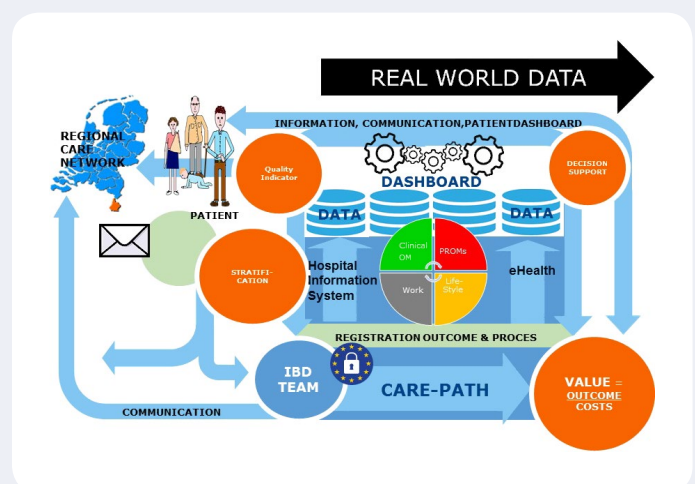 REAL WORLD DATA
INFORMATION, COMMUNICATION,PATIENTDASHBOARD
REGIONAL
CARE
NETWORK
Quality
Indicator
DECISION
SUPPORT
DASHBOARD
PATIENT
DATA
DATA
Clinical
OM
PROMs
STRATIFI-
CATION
Hospital
Information
System
eHealth
Work
Life-
Style
REGISTRATION OUTCOME & PROCES
IBD
TEAM
CARE-PATH
VALUE =
OUTCOME
COSTS
COMMUNICATION